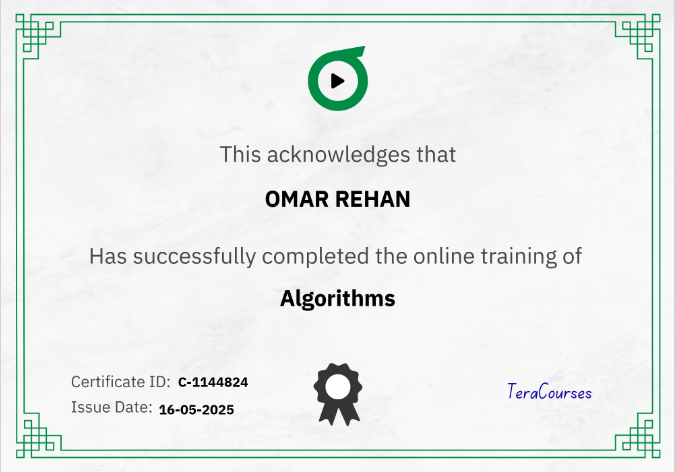 This acknowledges that
OMAR REHAN
Has successfully completed the online training of
Algorithms
Certificate ID: C-1144824
Issue Date: 16-05-2025
TeraCourses